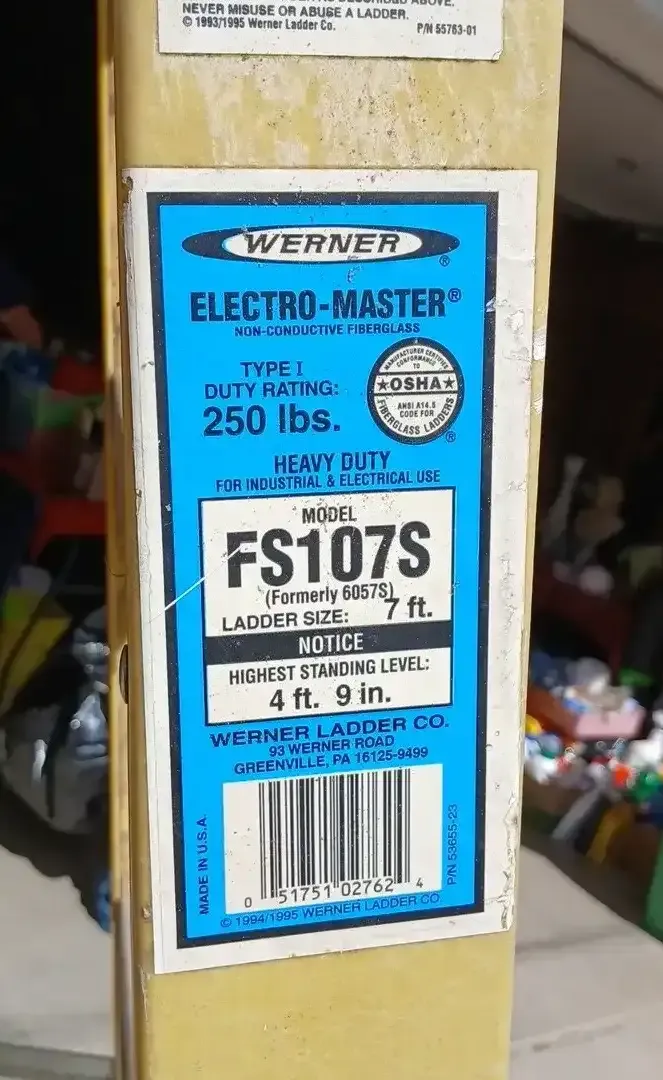 NEVER MISUSE OR ABUSE A LADDER.
© 1993/1995 Werner Ladder Co. P/N 55763-01
WERNER®
ELECTRO-MASTER®
NON-CONDUCTIVE FIBERGLASS
TYPE I
DUTY RATING:
250 lbs.
MANUFACTURER CERTIFIES
CONFORMANCE
TO
★OSHA★
ANSI A14.5
CODE FOR
FIBERGLASS LADDERS
®
HEAVY DUTY
FOR INDUSTRIAL & ELECTRICAL USE
MODEL
FS107S
(Formerly 6057S)
LADDER SIZE: 7 ft.
NOTICE
HIGHEST STANDING LEVEL:
4 ft. 9 in.
WERNER LADDER CO.
93 WERNER ROAD
GREENVILLE, PA 16125-9499
MADE IN U.S.A.
P/N 53655-23
0 51751 02762 4
© 1994/1995 WERNER LADDER CO.